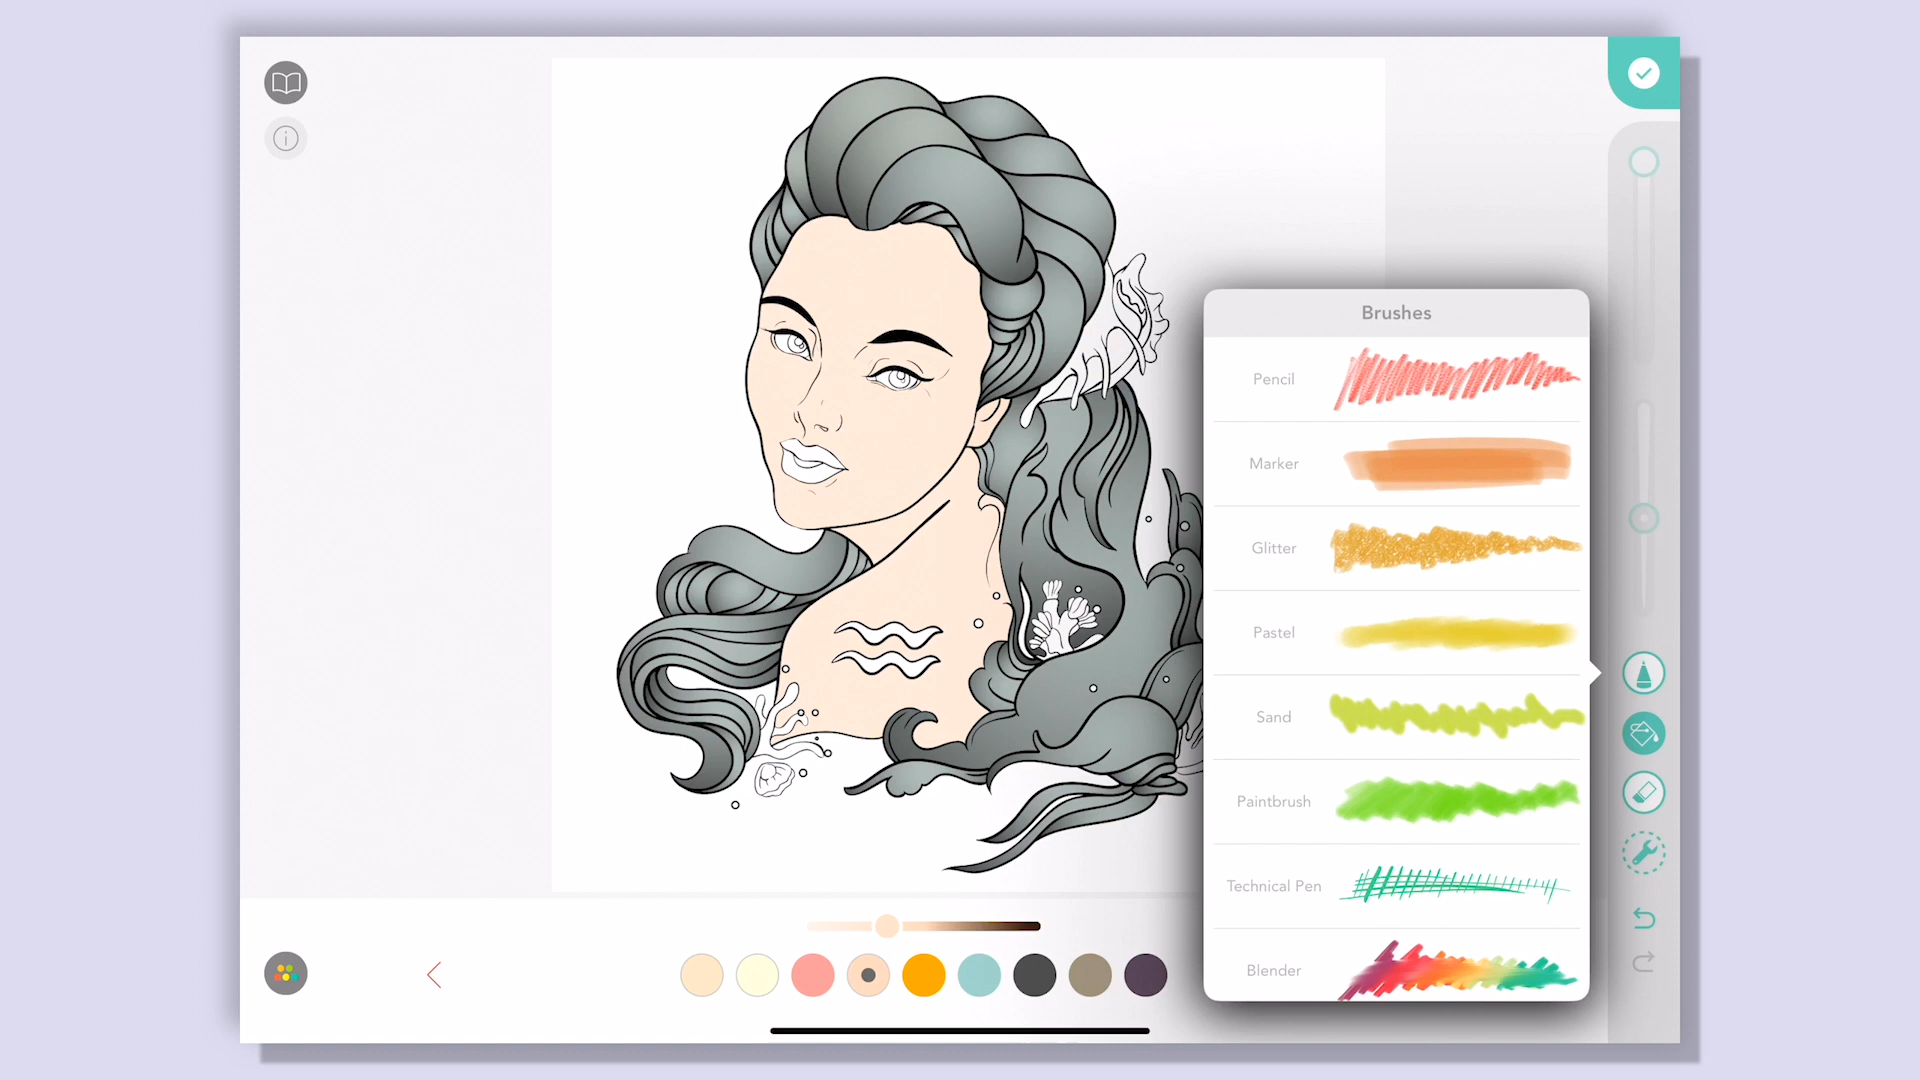 Brushes
Pencil
Marker
Glitter
Pastel
Sand
Paintbrush
Technical Pen
Blender